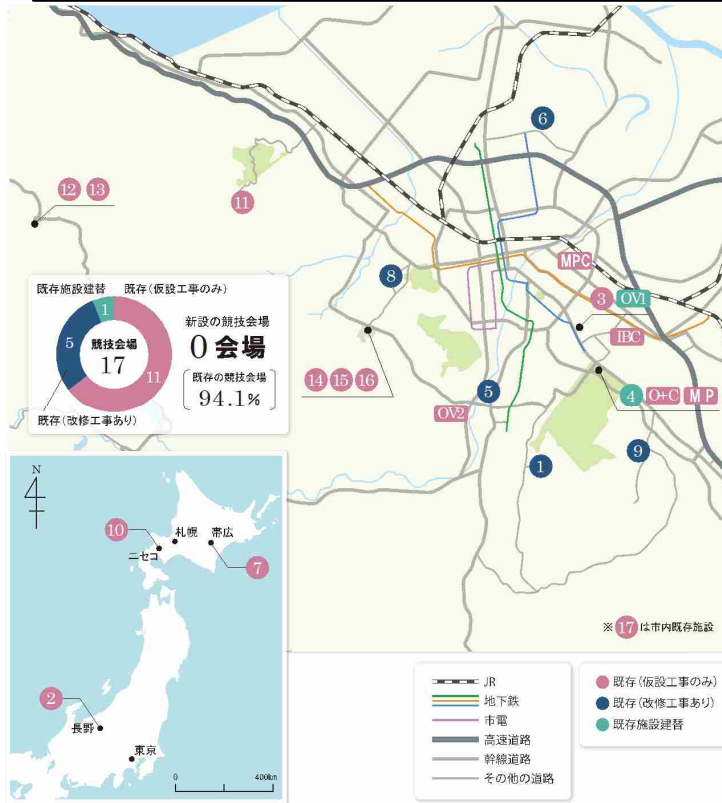 6
12 13
11
MPC
8
3 OV1
IBC
既存施設建替
既存(仮設工事のみ)
1
5
競技会場
17
11
既存(改修工事あり)
新設の競技会場
0会場
既存の競技会場
94.1%
14 15 16
5
OV2
4 O+C MP
1
9
N
10
札幌
帯広
ニセコ
7
2
長野
東京
0
400km
※17は市内既存施設
JR
地下鉄
市電
高速道路
幹線道路
その他の道路
既存(仮設工事のみ)
既存(改修工事あり)
既存施設建替